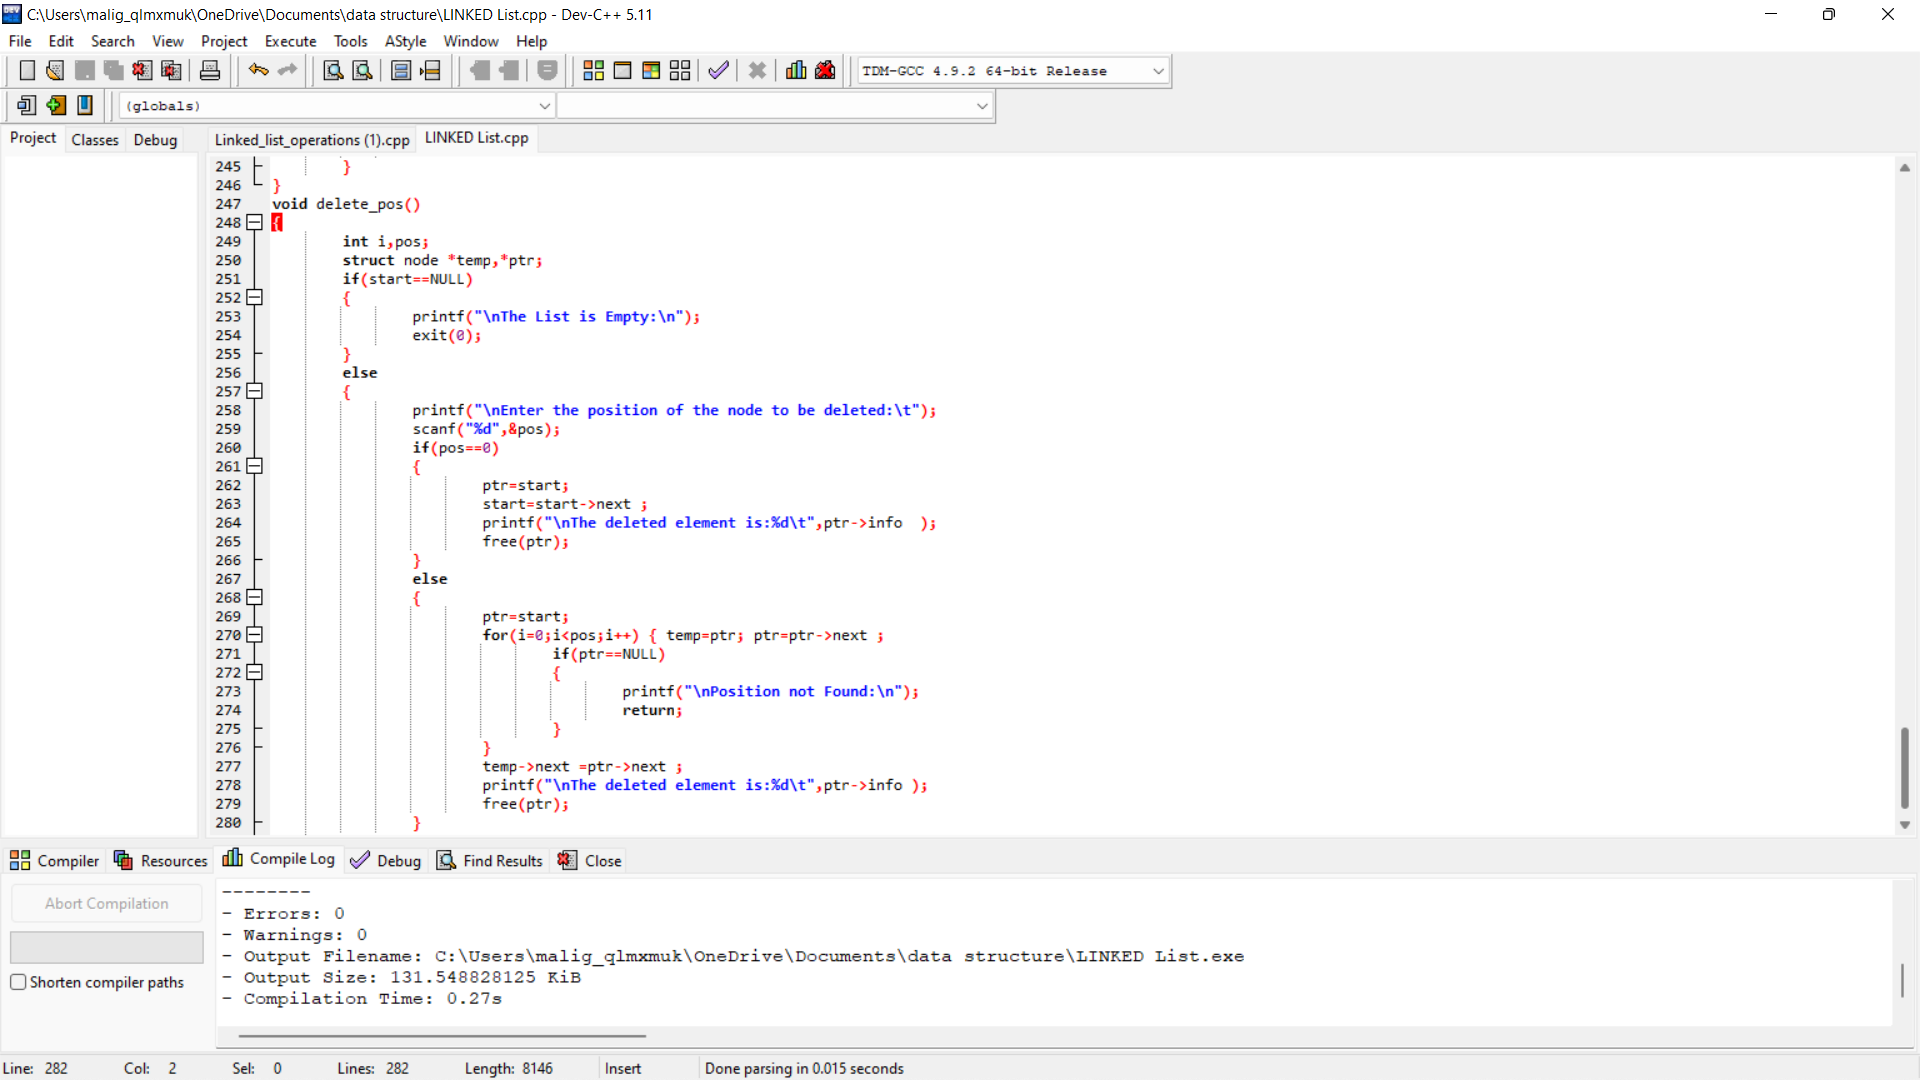 C:\Users\malig_qlmxmuk\OneDrive\Documents\data structure\LINKED List.cpp - Dev-C++ 5.11
File Edit Search View Project Execute Tools AStyle Window Help
TDM-GCC 4.9.2 64-bit Release
(globals)
Project Classes Debug Linked_list_operations (1).cpp LINKED List.cpp
245 }
246 }
247 void delete_pos()
248 {
249 int i,pos;
250 struct node *temp,*ptr;
251 if(start==NULL)
252 {
253 printf("\nThe List is Empty:\n");
254 exit(0);
255 }
256 else
257 {
258 printf("\nEnter the position of the node to be deleted:\t");
259 scanf("%d",&pos);
260 if(pos==0)
261 {
262 ptr=start;
263 start=start->next ;
264 printf("\nThe deleted element is:%d\t",ptr->info  );
265 free(ptr);
266 }
267 else
268 {
269 ptr=start;
270 for(i=0;i<pos;i++) { temp=ptr; ptr=ptr->next ;
271 if(ptr==NULL)
272 {
273 printf("\nPosition not Found:\n");
274 return;
275 }
276 }
277 temp->next =ptr->next ;
278 printf("\nThe deleted element is:%d\t",ptr->info );
279 free(ptr);
280 }
Compiler Resources Compile Log Debug Find Results Close
Abort Compilation
Shorten compiler paths
--------
- Errors: 0
- Warnings: 0
- Output Filename: C:\Users\malig_qlmxmuk\OneDrive\Documents\data structure\LINKED List.exe
- Output Size: 131.548828125 KiB
- Compilation Time: 0.27s
Line: 282 Col: 2 Sel: 0 Lines: 282 Length: 8146 Insert Done parsing in 0.015 seconds